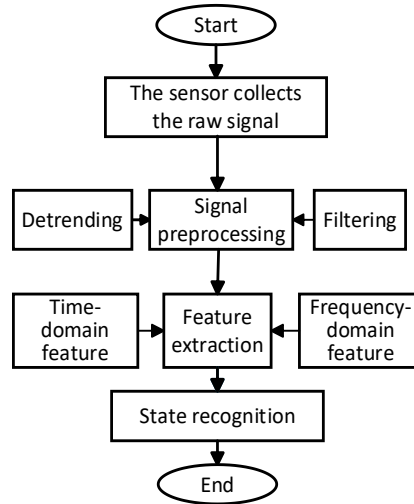 Start
The sensor collects
the raw signal
Detrending
Signal
preprocessing
Filtering
Time-
domain
feature
Feature
extraction
Frequency-
domain
feature
State recognition
End